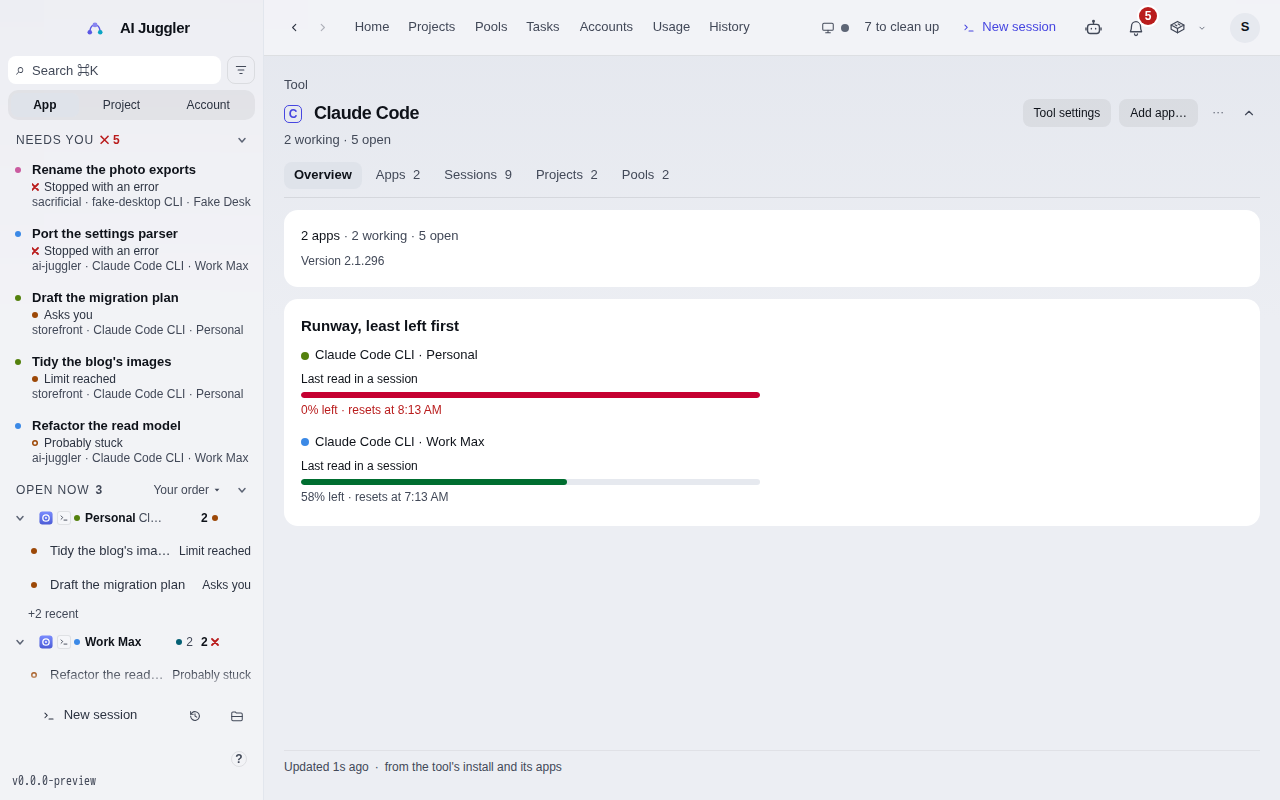 AI Juggler
Search ⌘K
App Project Account
NEEDS YOU 5
Rename the photo exports
Stopped with an error
sacrificial · fake-desktop CLI · Fake Desk
Port the settings parser
Stopped with an error
ai-juggler · Claude Code CLI · Work Max
Draft the migration plan
Asks you
storefront · Claude Code CLI · Personal
Tidy the blog's images
Limit reached
storefront · Claude Code CLI · Personal
Refactor the read model
Probably stuck
ai-juggler · Claude Code CLI · Work Max
OPEN NOW 3 Your order
Personal Cl… 2
Tidy the blog's ima… Limit reached
Draft the migration plan Asks you
+2 recent
Work Max 2 2
Refactor the read… Probably stuck
New session
?
v0.0.0-preview
Home Projects Pools Tasks Accounts Usage History
7 to clean up New session 5 S
Tool
C Claude Code
2 working · 5 open
Tool settings Add app… ···
Overview Apps 2 Sessions 9 Projects 2 Pools 2
2 apps · 2 working · 5 open
Version 2.1.296
Runway, least left first
Claude Code CLI · Personal
Last read in a session
0% left · resets at 8:13 AM
Claude Code CLI · Work Max
Last read in a session
58% left · resets at 7:13 AM
Updated 1s ago · from the tool's install and its apps